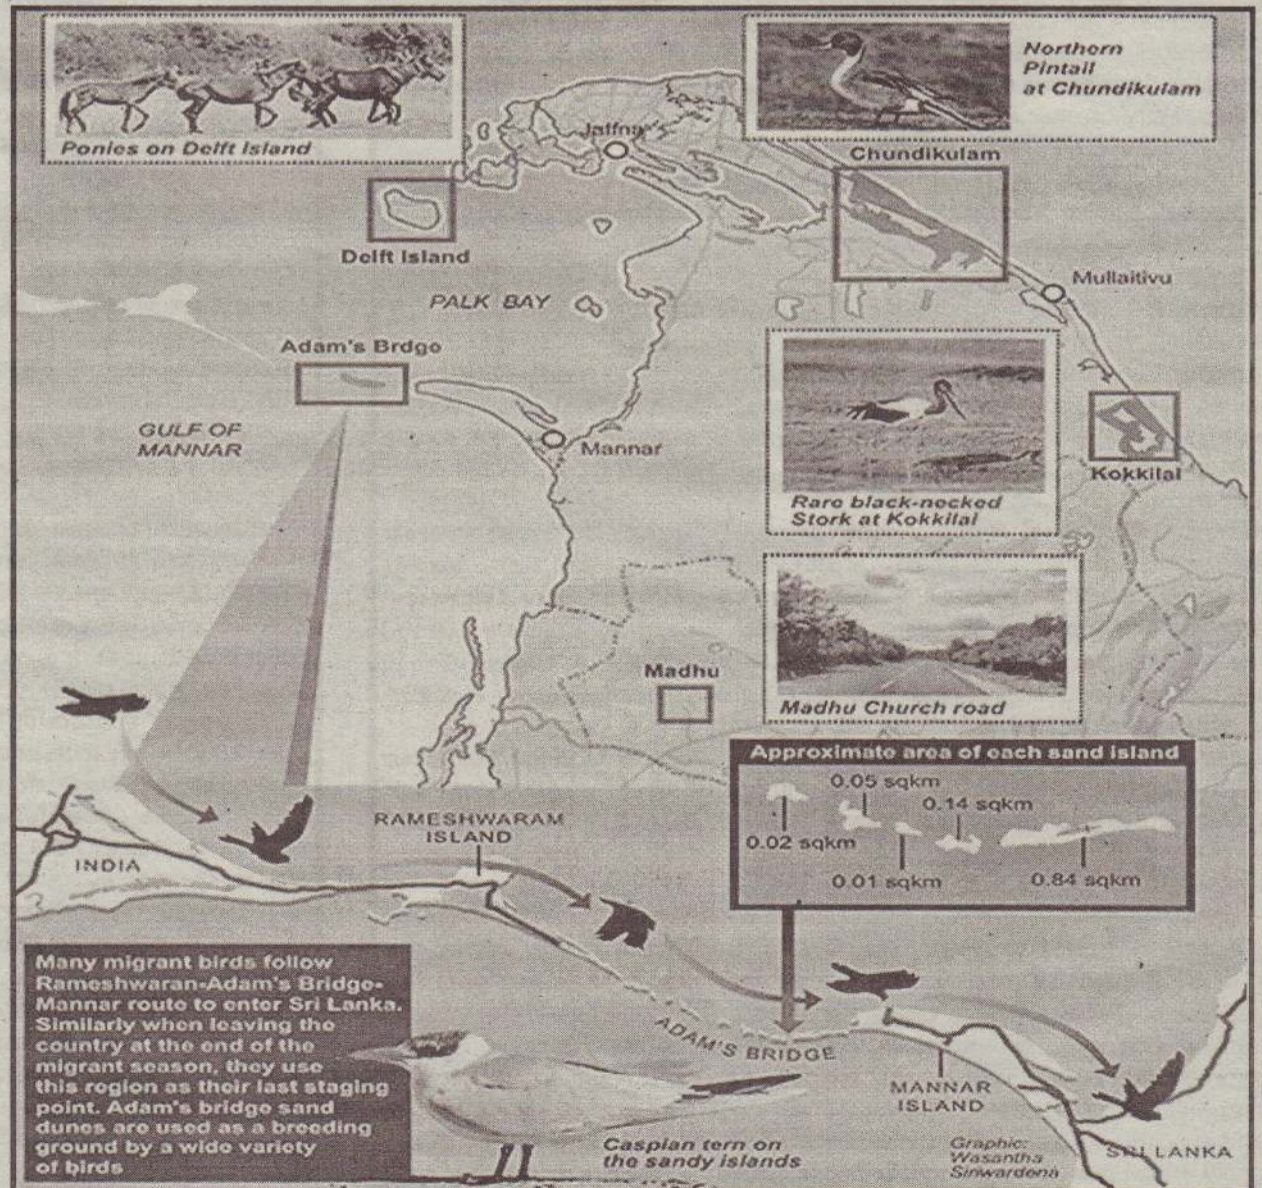 Ponies on Delft Island
Northern
Pintail
at Chundikulam
Jaffna
Chundikulam
Delft Island
PALK BAY
Mullaitivu
Adam's Brdge
GULF OF
MANNAR
Mannar
Kokkilai
Rare black-necked
Stork at Kokkilai
Madhu
Madhu Church road
Approximate area of each sand island
0.05 sqkm
0.14 sqkm
0.02 sqkm
0.01 sqkm
0.84 sqkm
RAMESHWARAM
ISLAND
INDIA
Many migrant birds follow
Rameshwaran-Adam's Bridge-
Mannar route to enter Sri Lanka.
Similarly when leaving the
country at the end of the
migrant season, they use
this region as their last staging
point. Adam's bridge sand
dunes are used as a breeding
ground by a wide variety
of birds
ADAM'S BRIDGE
MANNAR
ISLAND
SRI LANKA
Caspian tern on
the sandy islands
Graphic:
Wasantha
Siriwardena